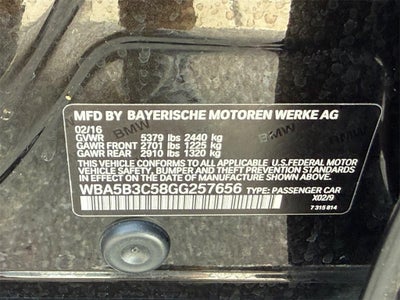 MFD BY BAYERISCHE MOTOREN WERKE AG
02/16
GVWR 5379 lbs 2440 kg
GAWR FRONT 2701 lbs 1225 kg
GAWR REAR 2910 lbs 1320 kg
THIS VEHICLE CONFORMS TO ALL APPLICABLE U.S.FEDERAL MOTOR
VEHICLE SAFETY, BUMPER AND THEFT PREVENTION STANDARDS
IN EFFECT ON THE DATE OF MANUFACTURE SHOWN ABOVE.
WBA5B3C58GG257656 TYPE: PASSENGER CAR
X02/9
7 315 814